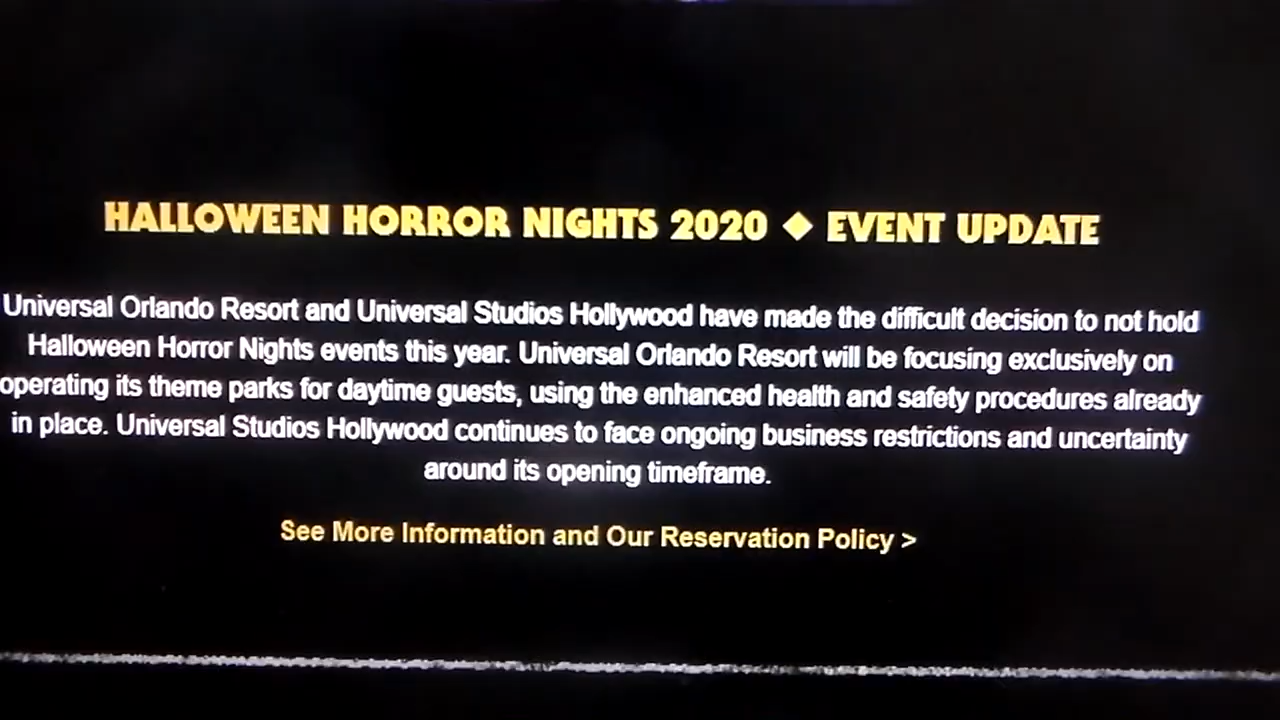 HALLOWEEN HORROR NIGHTS 2020 ◆ EVENT UPDATE
Universal Orlando Resort and Universal Studios Hollywood have made the difficult decision to not hold
Halloween Horror Nights events this year. Universal Orlando Resort will be focusing exclusively on
operating its theme parks for daytime guests, using the enhanced health and safety procedures already
in place. Universal Studios Hollywood continues to face ongoing business restrictions and uncertainty
around its opening timeframe.
See More Information and Our Reservation Policy >